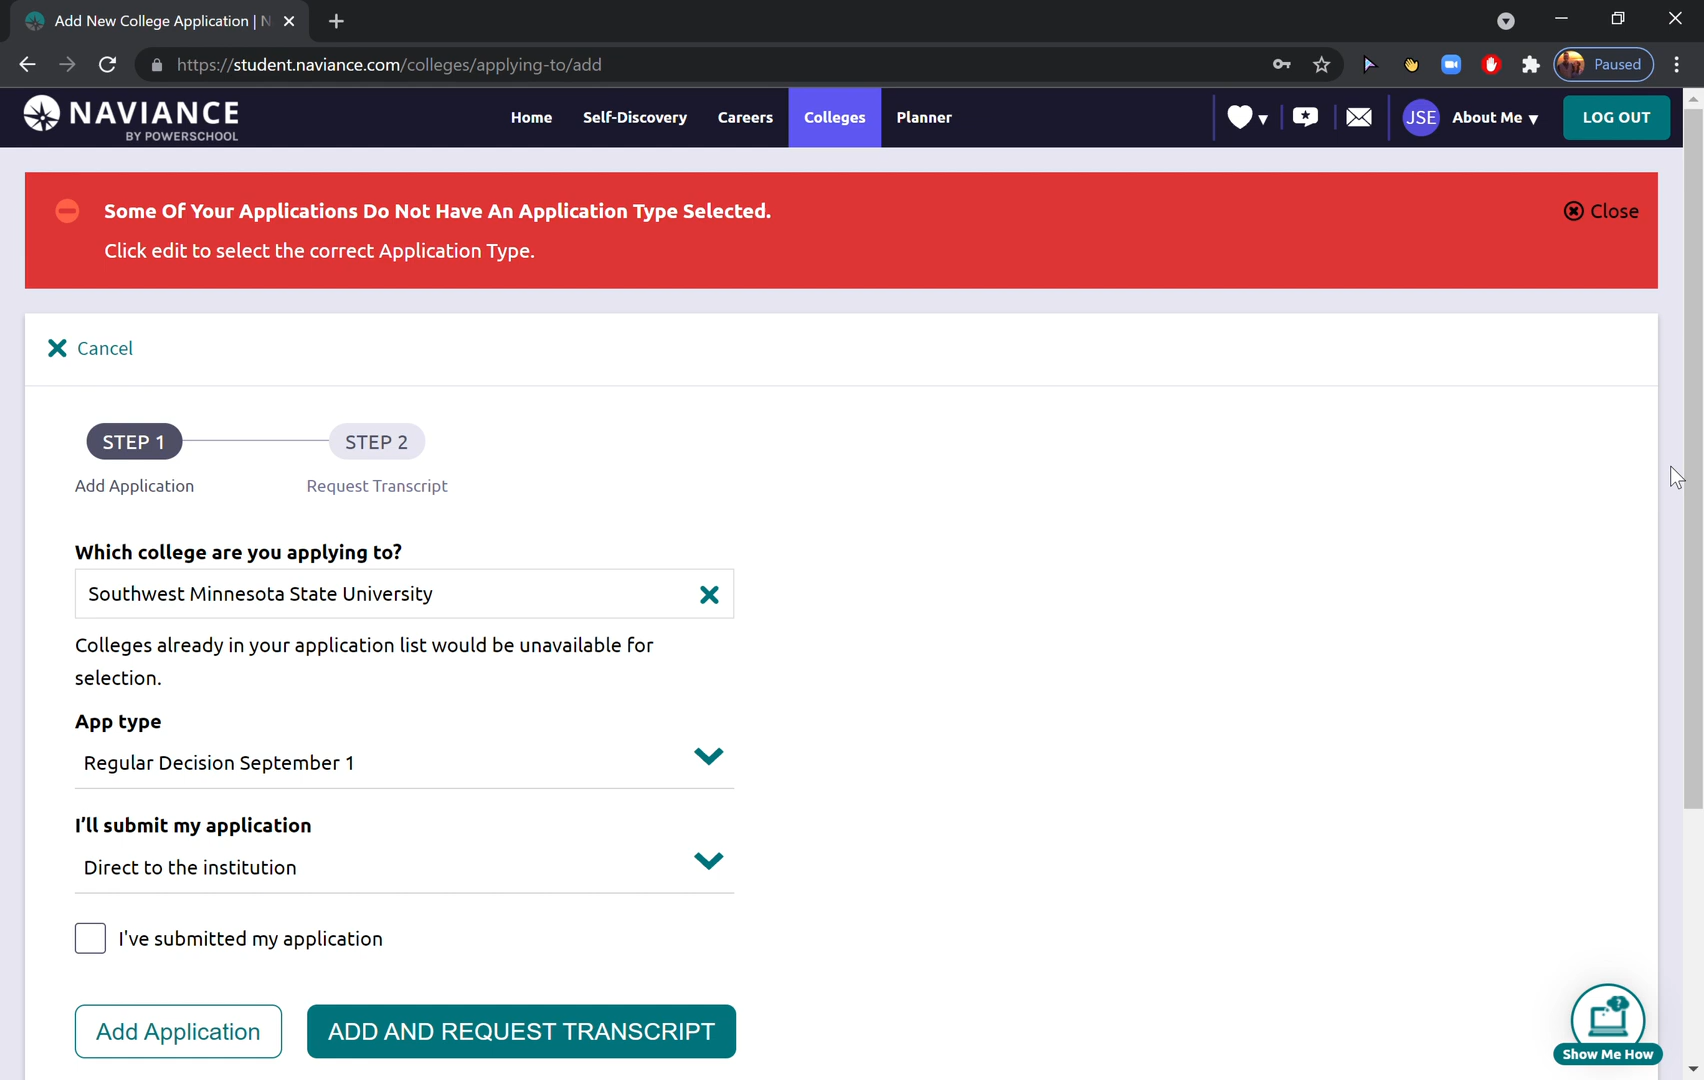 Add New College Application | N
https://student.naviance.com/colleges/applying-to/add
Paused
NAVIANCE
BY POWERSCHOOL
Home
Self-Discovery
Careers
Colleges
Planner
JSE
About Me
LOG OUT
Some Of Your Applications Do Not Have An Application Type Selected.
Close
Click edit to select the correct Application Type.
Cancel
STEP 1
STEP 2
Add Application
Request Transcript
Which college are you applying to?
Southwest Minnesota State University
Colleges already in your application list would be unavailable for
selection.
App type
Regular Decision September 1
I'll submit my application
Direct to the institution
I've submitted my application
Add Application
ADD AND REQUEST TRANSCRIPT
Show Me How